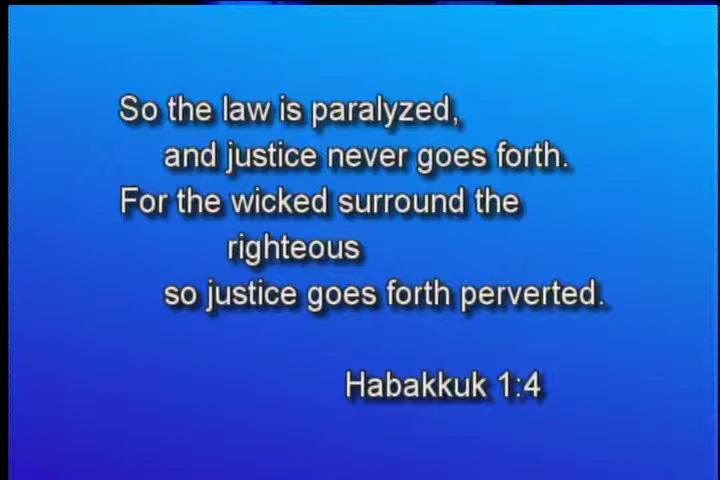 So the law is paralyzed,
and justice never goes forth.
For the wicked surround the
righteous
so justice goes forth perverted.
Habakkuk 1:4